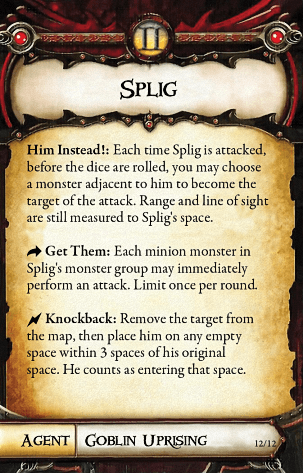 II
Splig
Him Instead!: Each time Splig is attacked,
before the dice are rolled, you may choose
a monster adjacent to him to become the
target of the attack. Range and line of sight
are still measured to Splig's space.
Get Them: Each minion monster in
Splig's monster group may immediately
perform an attack. Limit once per round.
Knockback: Remove the target from
the map, then place him on any empty
space within 3 spaces of his original
space. He counts as entering that space.
Agent Goblin Uprising 12/12